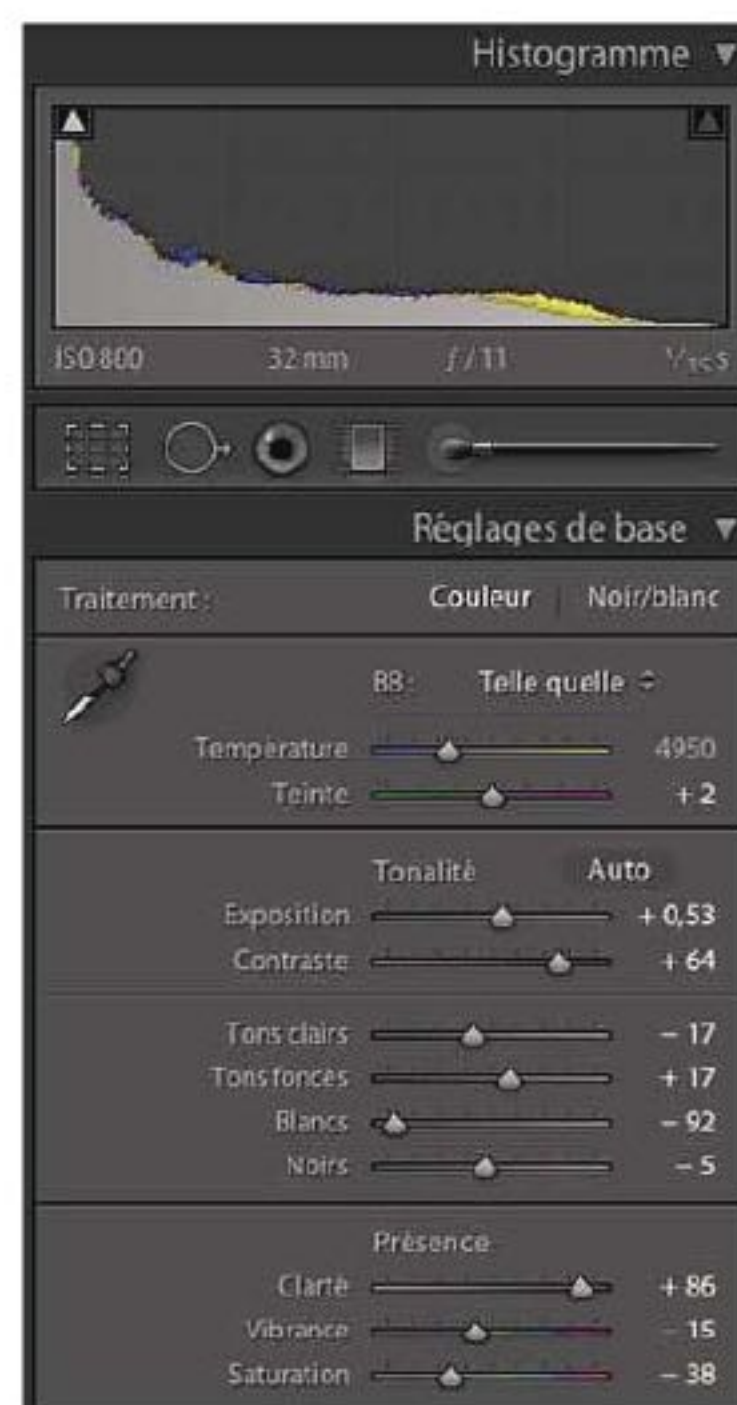 Histogramme
ISO 800 32 mm ƒ / 11
Réglages de base
Traitement : Couleur Noir/blanc
BB : Telle quelle
Température 4950
Teinte + 2
Tonalité Auto
Exposition + 0,53
Contraste + 64
Tons clairs – 17
Tons foncés + 17
Blancs – 92
Noirs – 5
Présence
Clarté + 86
Vibrance – 15
Saturation – 38